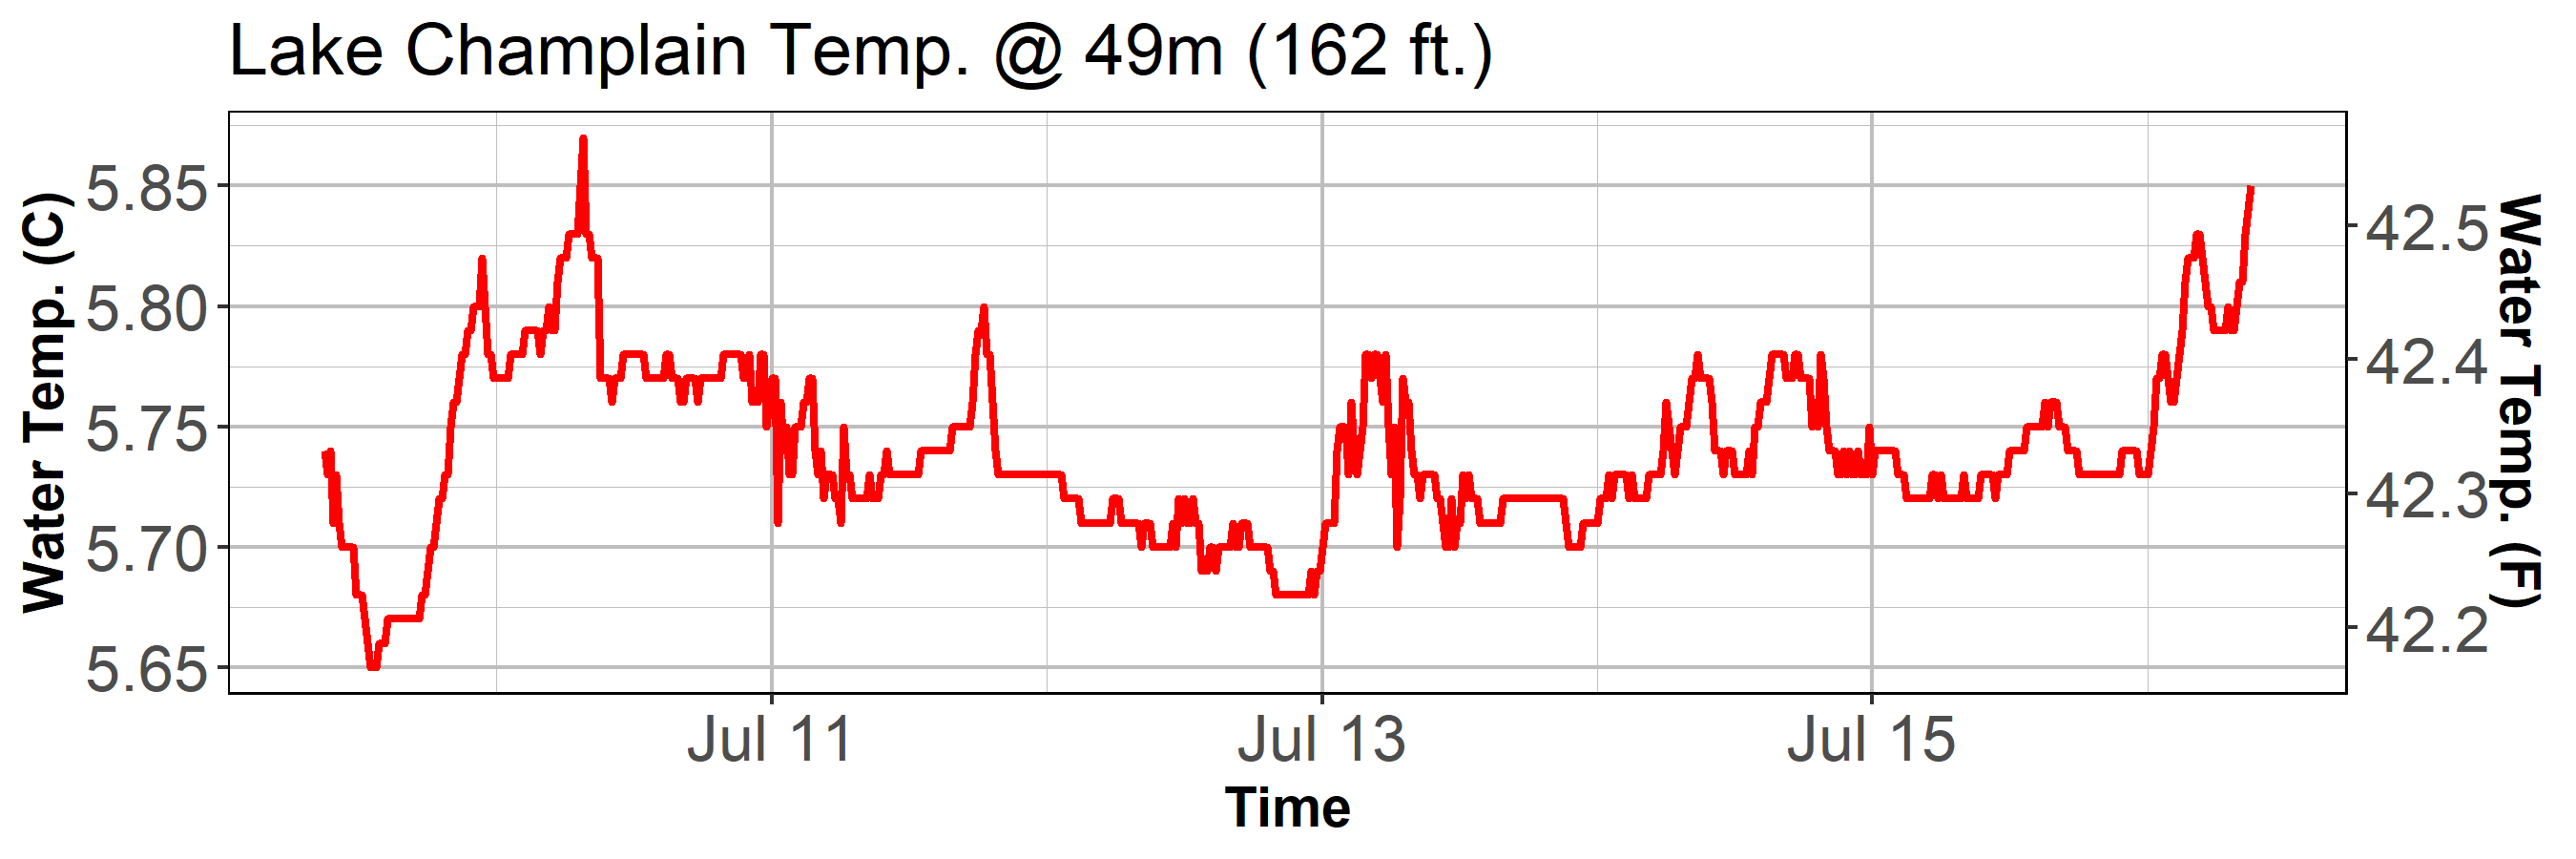 Lake Champlain Temp. @ 49m (162 ft.)
Water Temp. (C)
5.85
5.80
5.75
5.70
5.65
42.5
42.4
42.3
42.2
Water Temp. (F)
Jul 11
Jul 13
Jul 15
Time